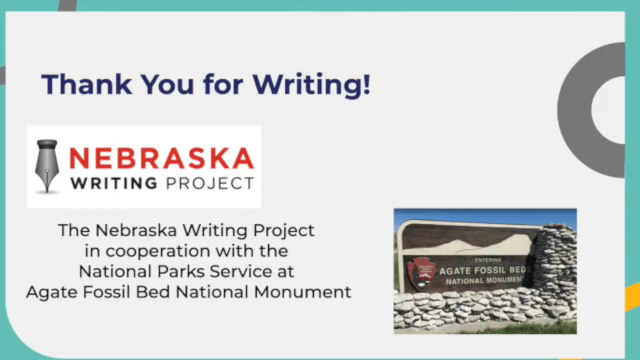 Thank You for Writing!
NEBRASKA
WRITING PROJECT
The Nebraska Writing Project
in cooperation with the
National Parks Service at
Agate Fossil Bed National Monument
ENTERING
AGATE FOSSIL BEDS
NATIONAL MONUMENT